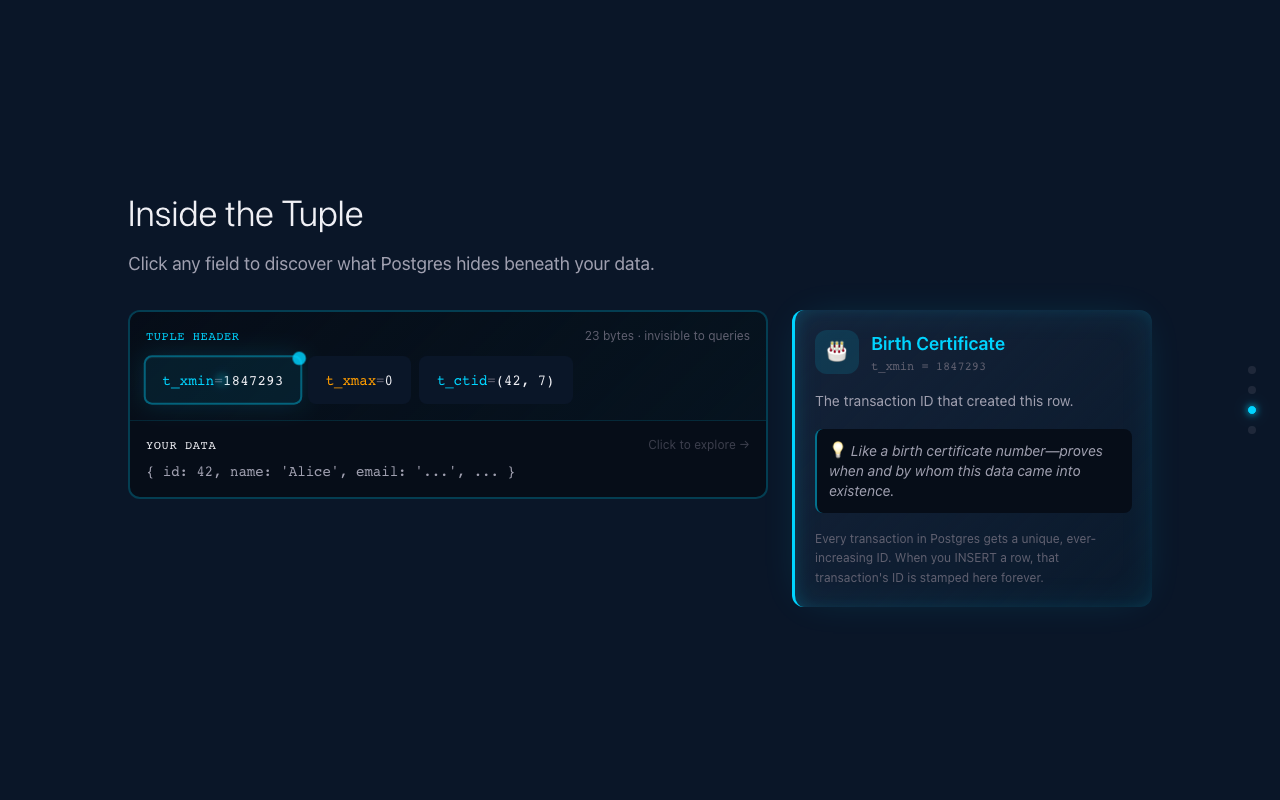 Inside the Tuple
Click any field to discover what Postgres hides beneath your data.
TUPLE HEADER
23 bytes · invisible to queries
t_xmin=1847293
t_xmax=0
t_ctid=(42, 7)
YOUR DATA
Click to explore →
{ id: 42, name: 'Alice', email: '...', ... }
Birth Certificate
t_xmin = 1847293
The transaction ID that created this row.
💡 Like a birth certificate number—proves
when and by whom this data came into
existence.
Every transaction in Postgres gets a unique, ever-
increasing ID. When you INSERT a row, that
transaction's ID is stamped here forever.